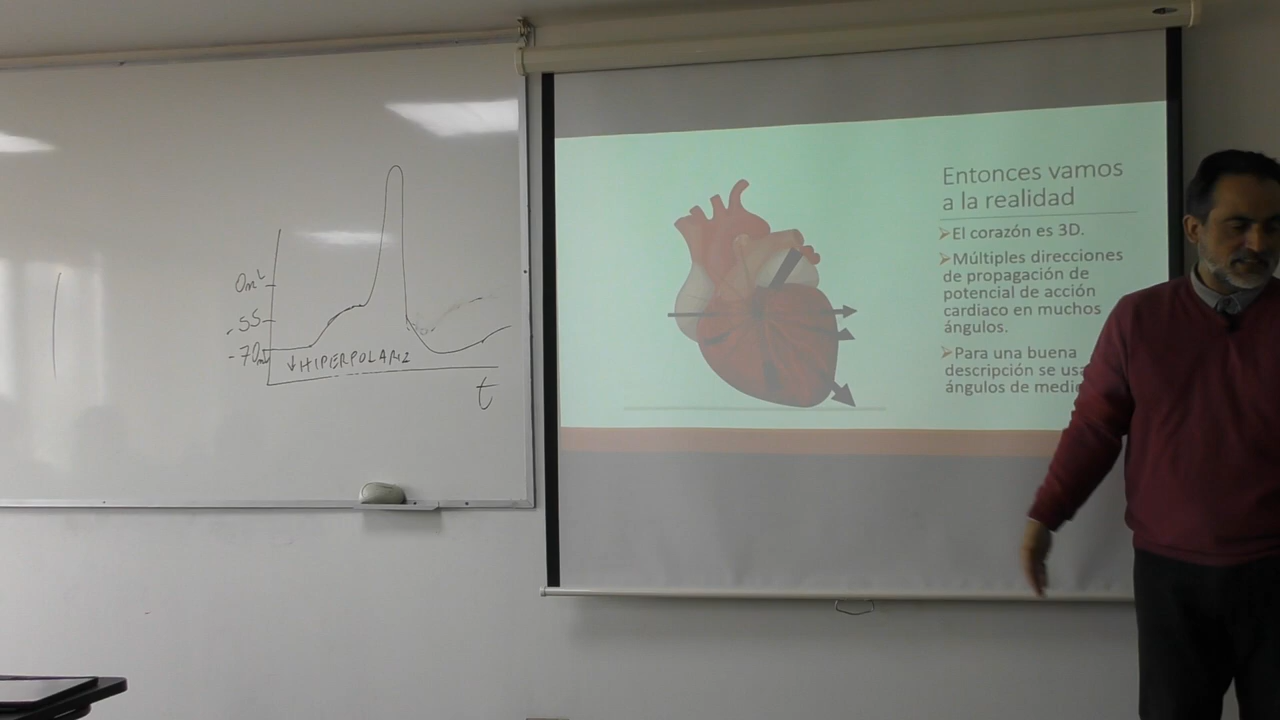 0mV
-55
-70mV
↓HIPERPOLARIZ
t
Entonces vamos
a la realidad
El corazón es 3D.
Múltiples direcciones
de propagación de
potencial de acción
cardiaco en muchos
ángulos.
Para una buena
descripción se usa
ángulos de medi